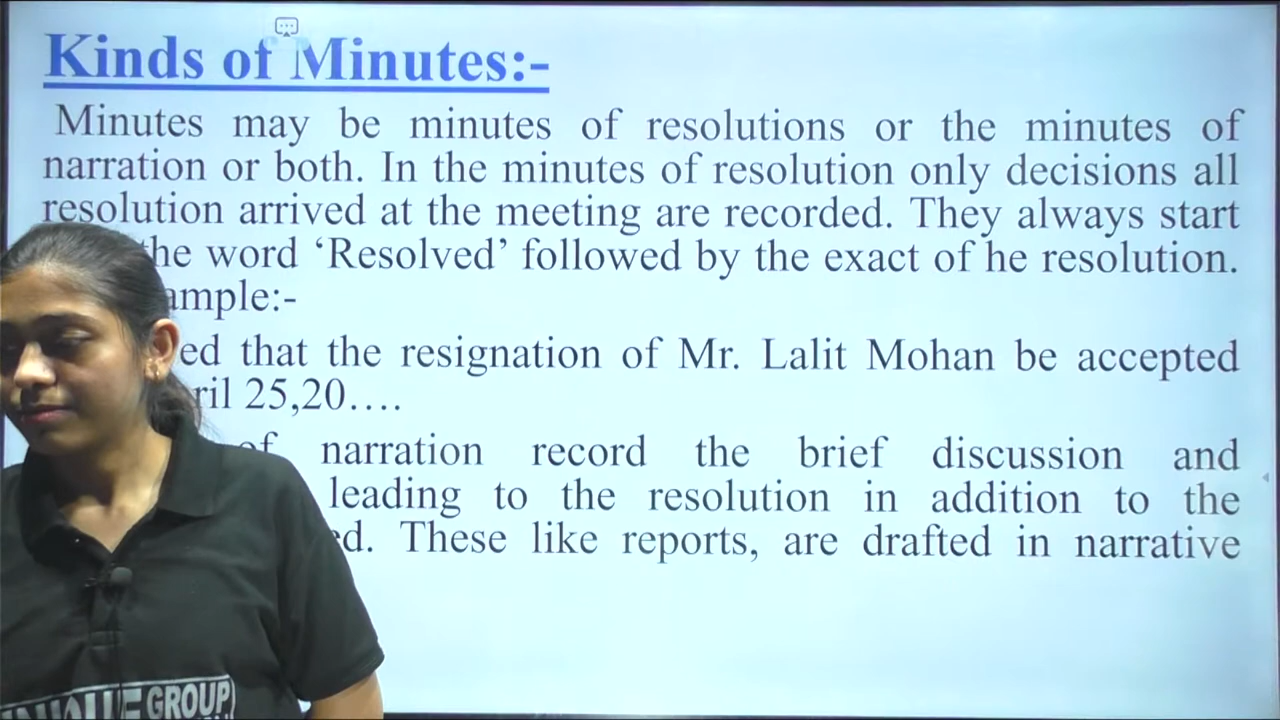 Kinds of Minutes:-
Minutes may be minutes of resolutions or the minutes of
narration or both. In the minutes of resolution only decisions all
resolution arrived at the meeting are recorded. They always start
the word ‘Resolved’ followed by the exact of he resolution.
ample:-
ed that the resignation of Mr. Lalit Mohan be accepted
ril 25,20….
of narration record the brief discussion and
leading to the resolution in addition to the
ed. These like reports, are drafted in narrative
GROUP